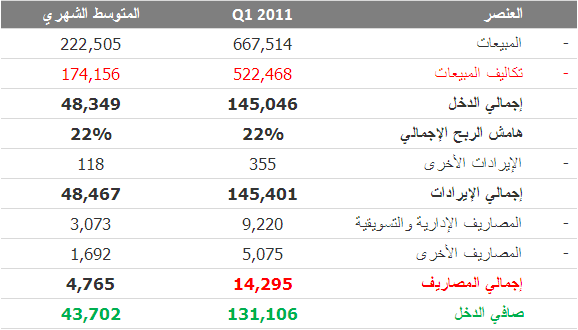 العنصر Q1 2011 المتوسط الشهري
- المبيعات 667,514 222,505
- تكاليف المبيعات 522,468 174,156
إجمالي الدخل 145,046 48,349
هامش الربح الإجمالي 22% 22%
- الإيرادات الأخرى 355 118
إجمالي الإيرادات 145,401 48,467
- المصاريف الإدارية والتسويقية 9,220 3,073
- المصاريف الأخرى 5,075 1,692
إجمالي المصاريف 14,295 4,765
صافي الدخل 131,106 43,702